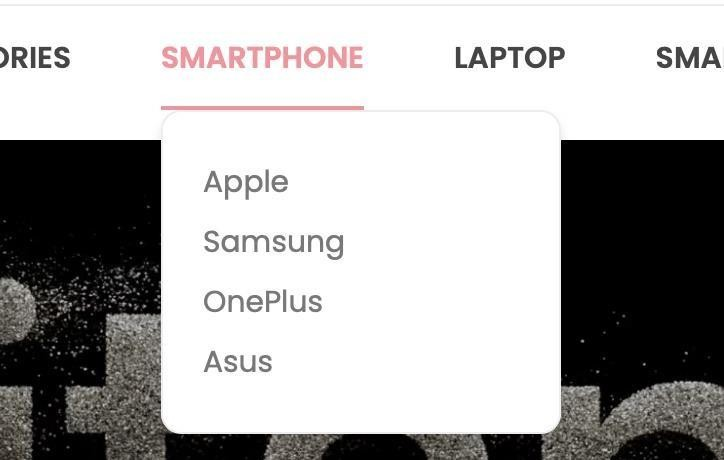 ORIES SMARTPHONE LAPTOP SMA
Apple
Samsung
OnePlus
Asus